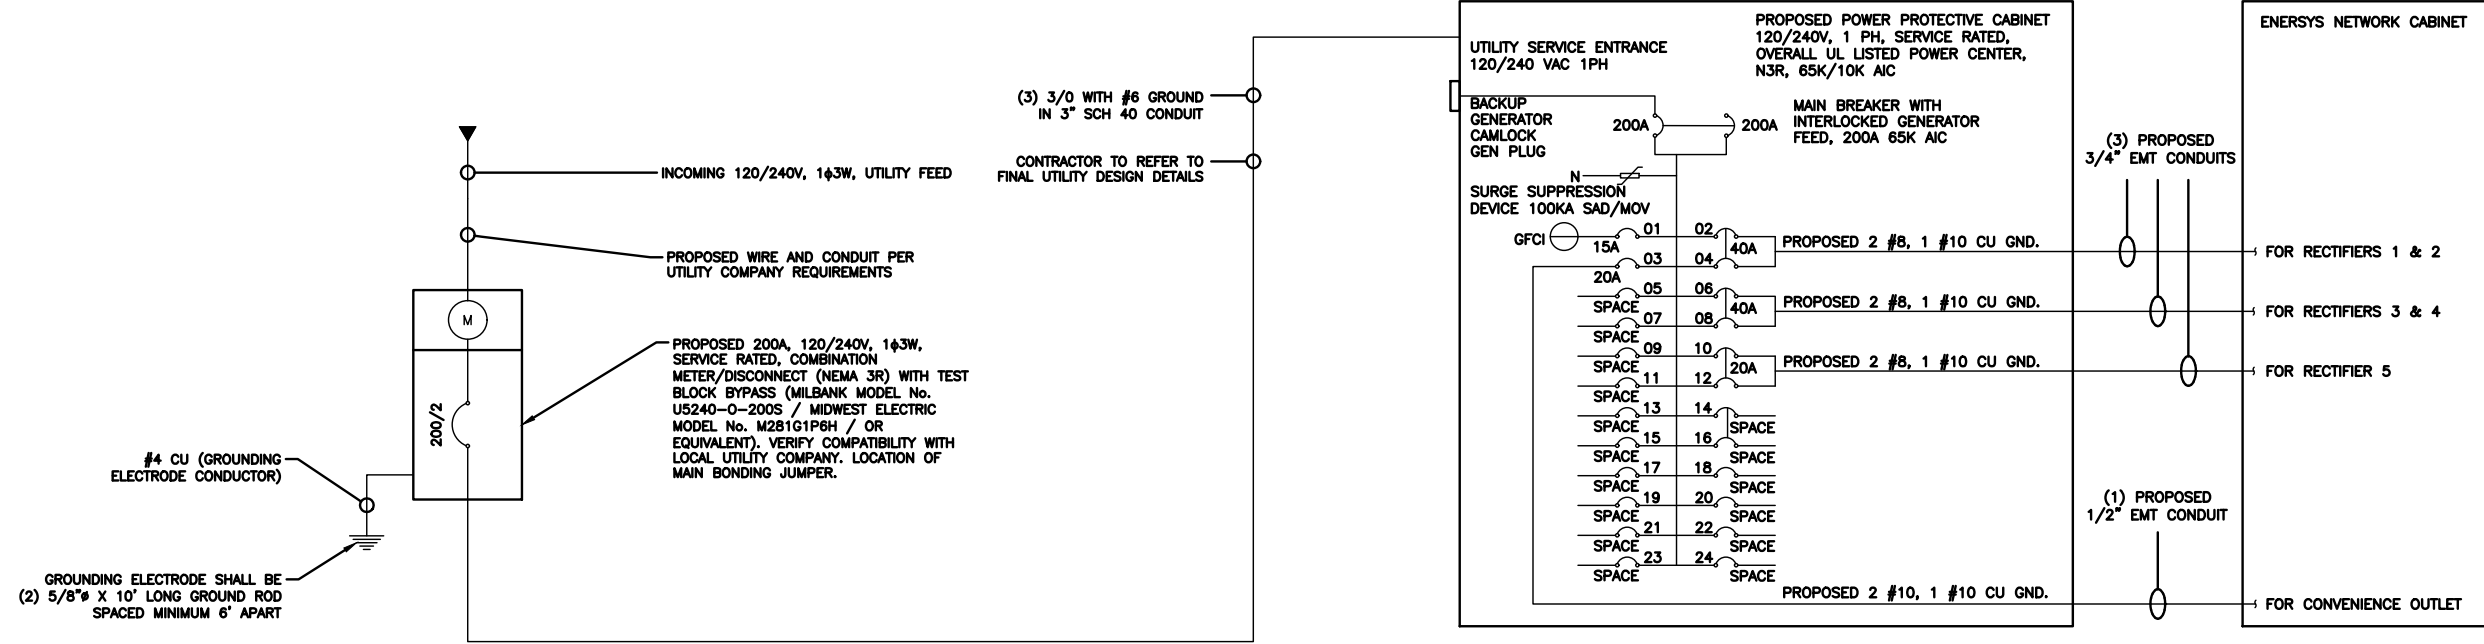 INCOMING 120/240V, 1ϕ3W, UTILITY FEED
PROPOSED WIRE AND CONDUIT PER
UTILITY COMPANY REQUIREMENTS
M
200/2
PROPOSED 200A, 120/240V, 1ϕ3W,
SERVICE RATED, COMBINATION
METER/DISCONNECT (NEMA 3R) WITH TEST
BLOCK BYPASS (MILBANK MODEL No.
U5240-O-200S / MIDWEST ELECTRIC
MODEL No. M281G1P6H / OR
EQUIVALENT). VERIFY COMPATIBILITY WITH
LOCAL UTILITY COMPANY. LOCATION OF
MAIN BONDING JUMPER.
#4 CU (GROUNDING
ELECTRODE CONDUCTOR)
GROUNDING ELECTRODE SHALL BE
(2) 5/8"ø X 10' LONG GROUND ROD
SPACED MINIMUM 6' APART
(3) 3/0 WITH #6 GROUND
IN 3" SCH 40 CONDUIT
CONTRACTOR TO REFER TO
FINAL UTILITY DESIGN DETAILS
UTILITY SERVICE ENTRANCE
120/240 VAC 1PH
PROPOSED POWER PROTECTIVE CABINET
120/240V, 1 PH, SERVICE RATED,
OVERALL UL LISTED POWER CENTER,
N3R, 65K/10K AIC
BACKUP
GENERATOR
CAMLOCK
GEN PLUG
200A
200A
MAIN BREAKER WITH
INTERLOCKED GENERATOR
FEED, 200A 65K AIC
N
SURGE SUPPRESSION
DEVICE 100KA SAD/MOV
GFCI
15A
01
02
40A
PROPOSED 2 #8, 1 #10 CU GND.
20A
03
04
SPACE
05
06
40A
PROPOSED 2 #8, 1 #10 CU GND.
SPACE
07
08
SPACE
09
10
20A
PROPOSED 2 #8, 1 #10 CU GND.
SPACE
11
12
SPACE
13
14
SPACE
SPACE
15
16
SPACE
SPACE
17
18
SPACE
SPACE
19
20
SPACE
SPACE
21
22
SPACE
SPACE
23
24
SPACE
PROPOSED 2 #10, 1 #10 CU GND.
(3) PROPOSED
3/4" EMT CONDUITS
(1) PROPOSED
1/2" EMT CONDUIT
ENERSYS NETWORK CABINET
FOR RECTIFIERS 1 & 2
FOR RECTIFIERS 3 & 4
FOR RECTIFIER 5
FOR CONVENIENCE OUTLET